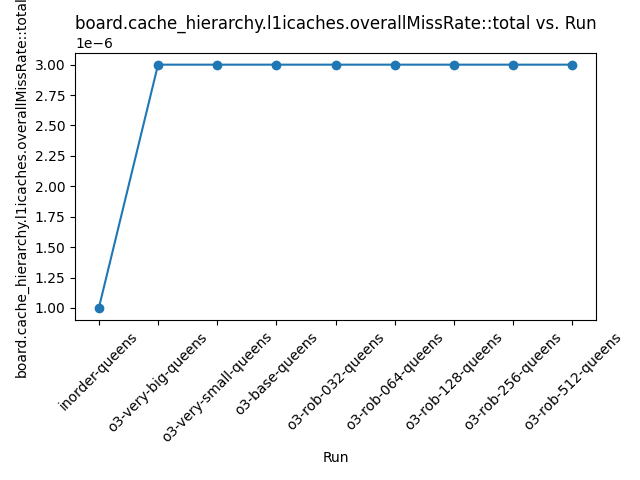 board.cache_hierarchy.l1icaches.overallMissRate::total vs. Run
1e−6
board.cache_hierarchy.l1icaches.overallMissRate::total
3.00
2.75
2.50
2.25
2.00
1.75
1.50
1.25
1.00
inorder-queens
o3-very-big-queens
o3-very-small-queens
o3-base-queens
o3-rob-032-queens
o3-rob-064-queens
o3-rob-128-queens
o3-rob-256-queens
o3-rob-512-queens
Run